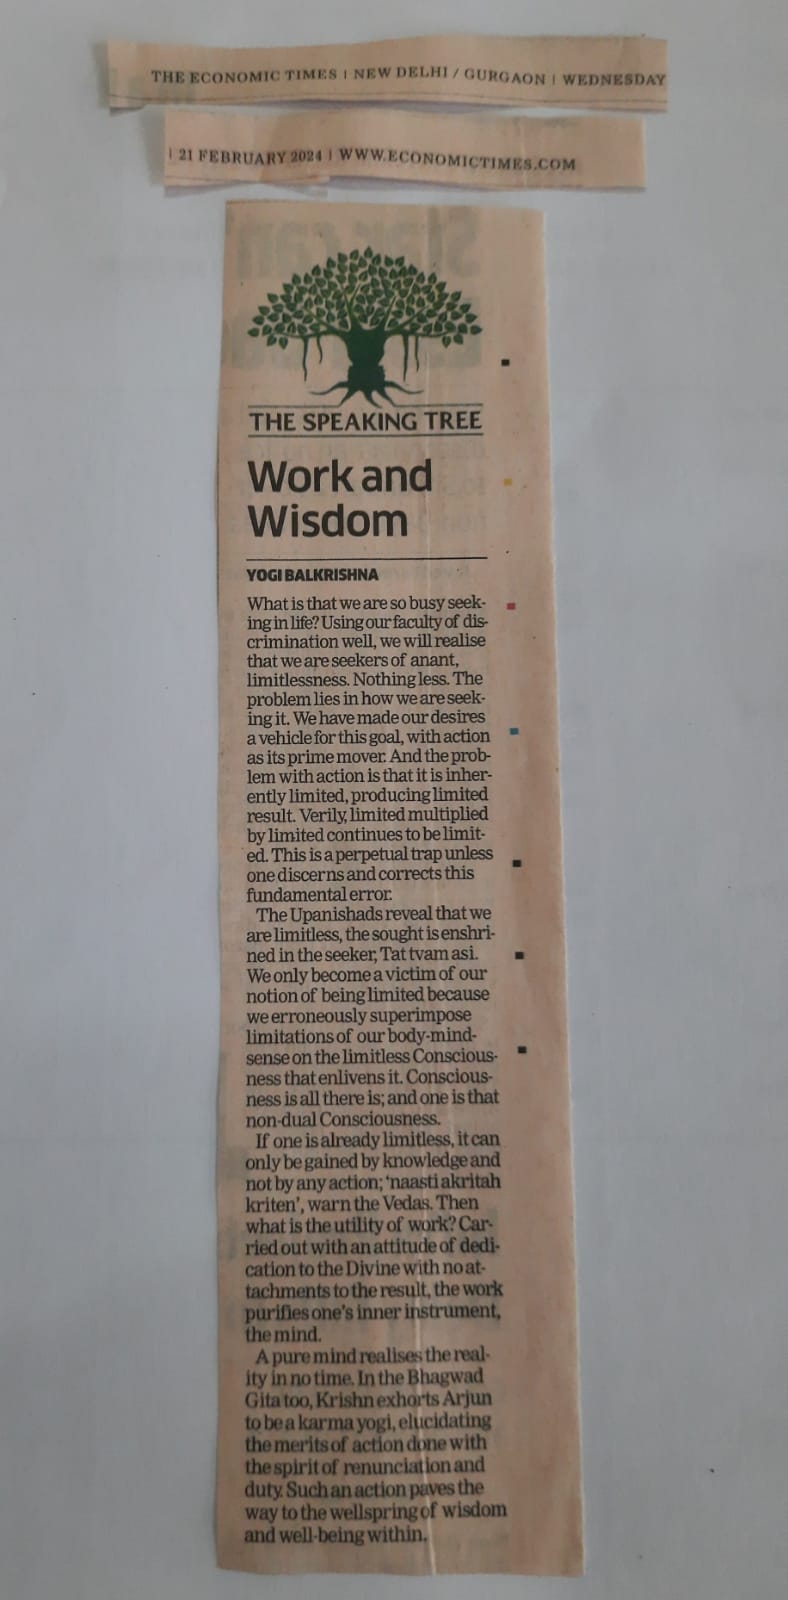 THE ECONOMIC TIMES | NEW DELHI / GURGAON | WEDNESDAY
| 21 FEBRUARY 2024 | WWW.ECONOMICTIMES.COM
THE SPEAKING TREE
Work and
Wisdom
YOGI BALKRISHNA
What is that we are so busy seek-
ing in life? Using our faculty of dis-
crimination well, we will realise
that we are seekers of anant,
limitlessness. Nothing less. The
problem lies in how we are seek-
ing it. We have made our desires
a vehicle for this goal, with action
as its prime mover. And the prob-
lem with action is that it is inher-
ently limited, producing limited
result. Verily, limited multiplied
by limited continues to be limit-
ed. This is a perpetual trap unless
one discerns and corrects this
fundamental error.
The Upanishads reveal that we
are limitless, the sought is enshri-
ned in the seeker, Tat tvam asi.
We only become a victim of our
notion of being limited because
we erroneously superimpose
limitations of our body-mind-
sense on the limitless Conscious-
ness that enlivens it. Conscious-
ness is all there is; and one is that
non-dual Consciousness.
If one is already limitless, it can
only be gained by knowledge and
not by any action; ‘naasti akritah
kriten’, warn the Vedas. Then
what is the utility of work? Car-
ried out with an attitude of dedi-
cation to the Divine with no at-
tachments to the result, the work
purifies one’s inner instrument,
the mind.
A pure mind realises the real-
ity in no time. In the Bhagwad
Gita too, Krishn exhorts Arjun
to be a karma yogi, elucidating
the merits of action done with
the spirit of renunciation and
duty. Such an action paves the
way to the wellspring of wisdom
and well-being within.